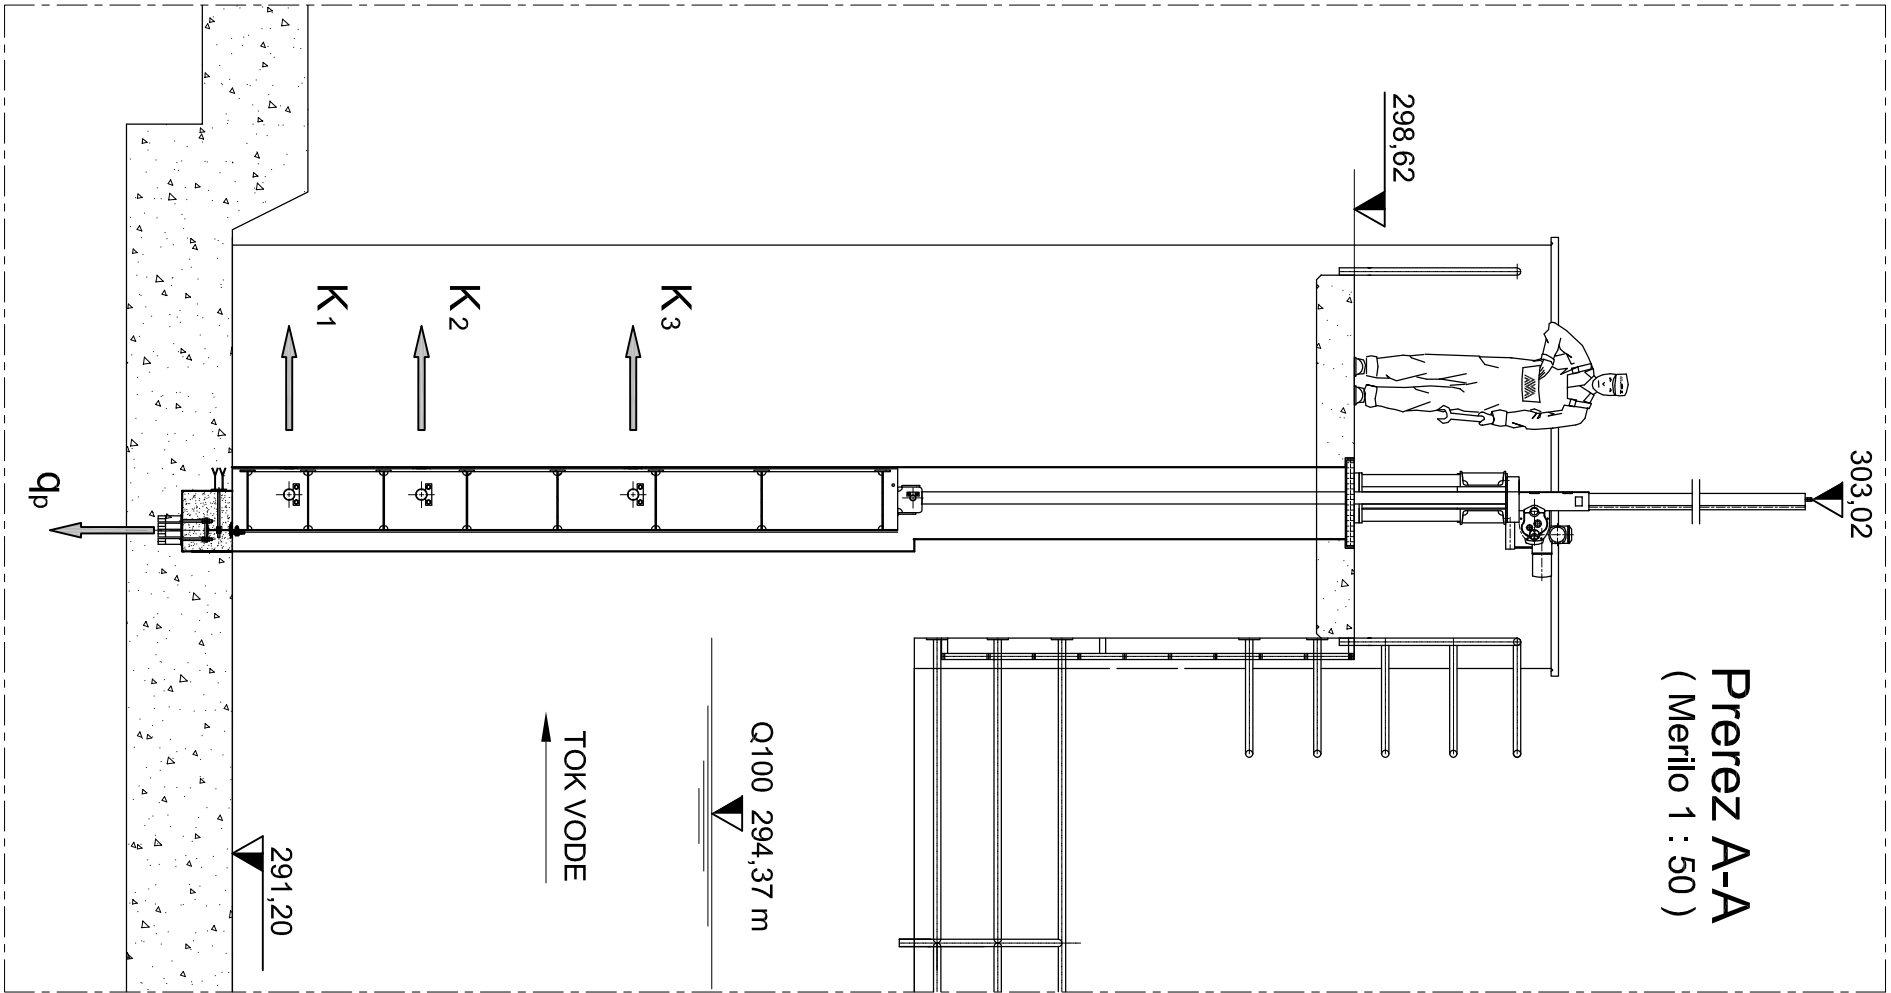 Prerez A-A
( Merilo 1 : 50 )
303,02
298,62
Q100 294,37 m
TOK VODE
K3
K2
K1
291,20
qp